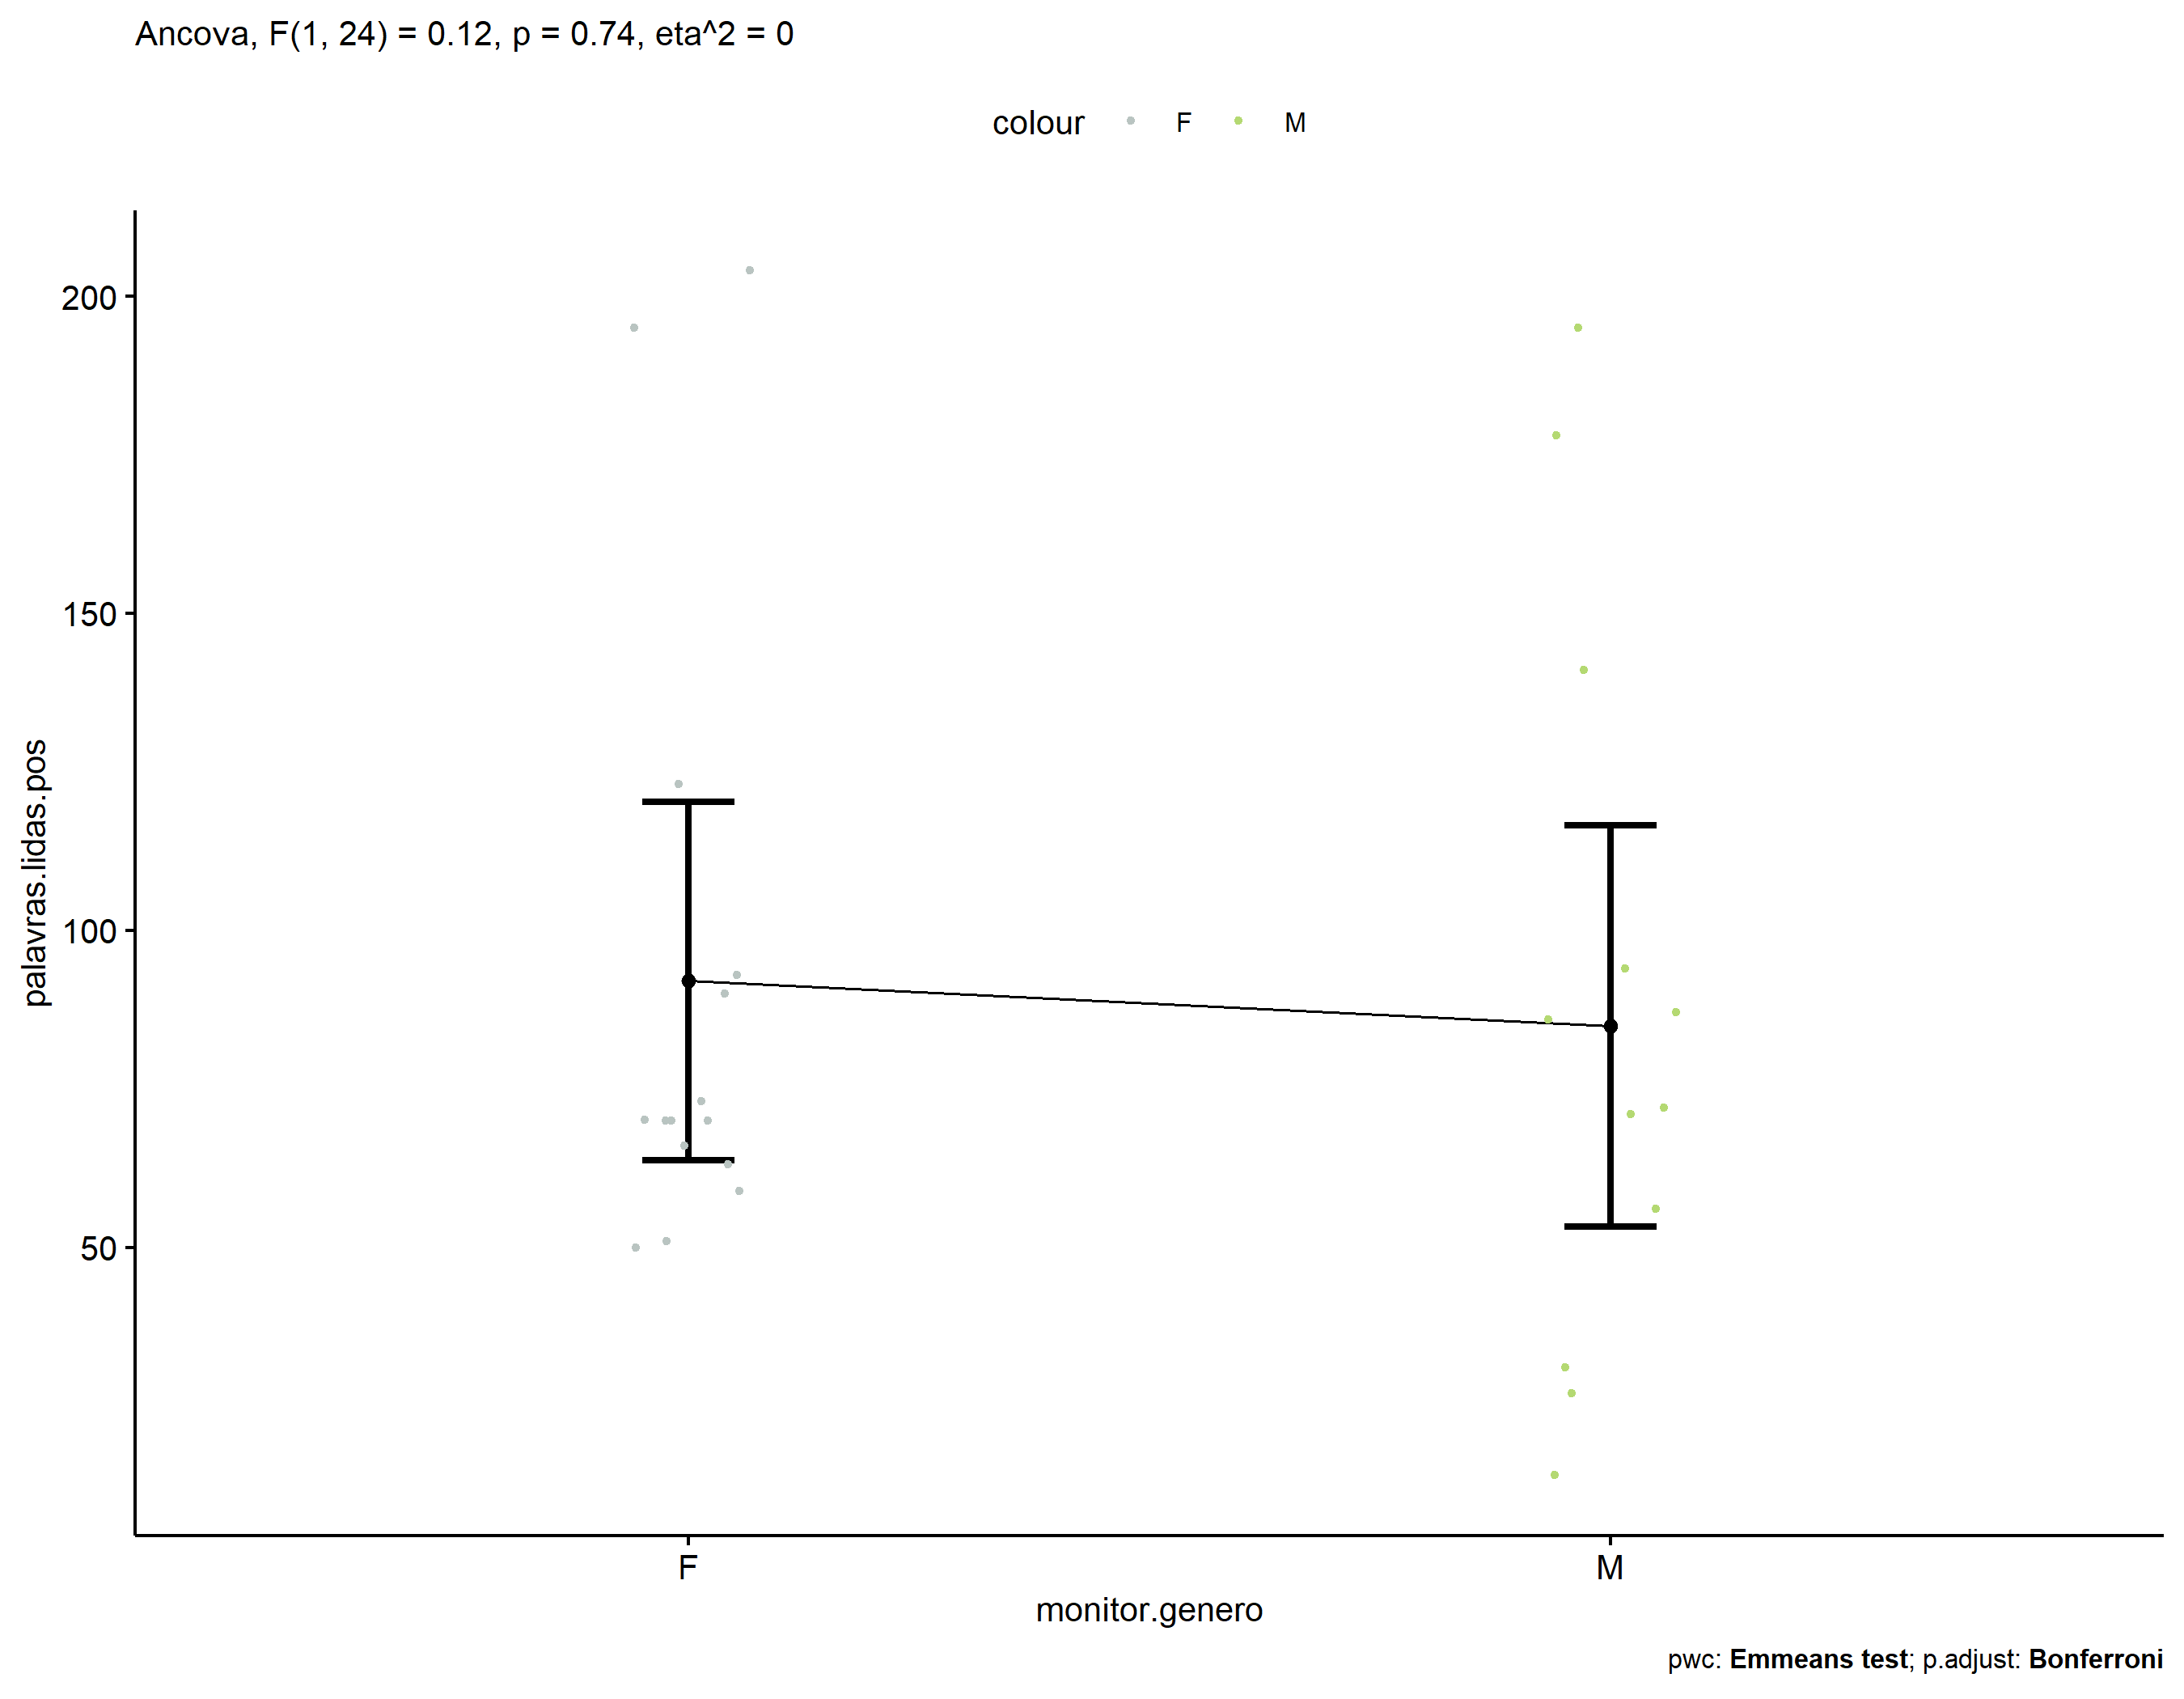 Ancova, F(1, 24) = 0.12, p = 0.74, eta^2 = 0
colour F M
200
150
100
50
palavras.lidas.pos
F M
monitor.genero
pwc: Emmeans test; p.adjust: Bonferroni